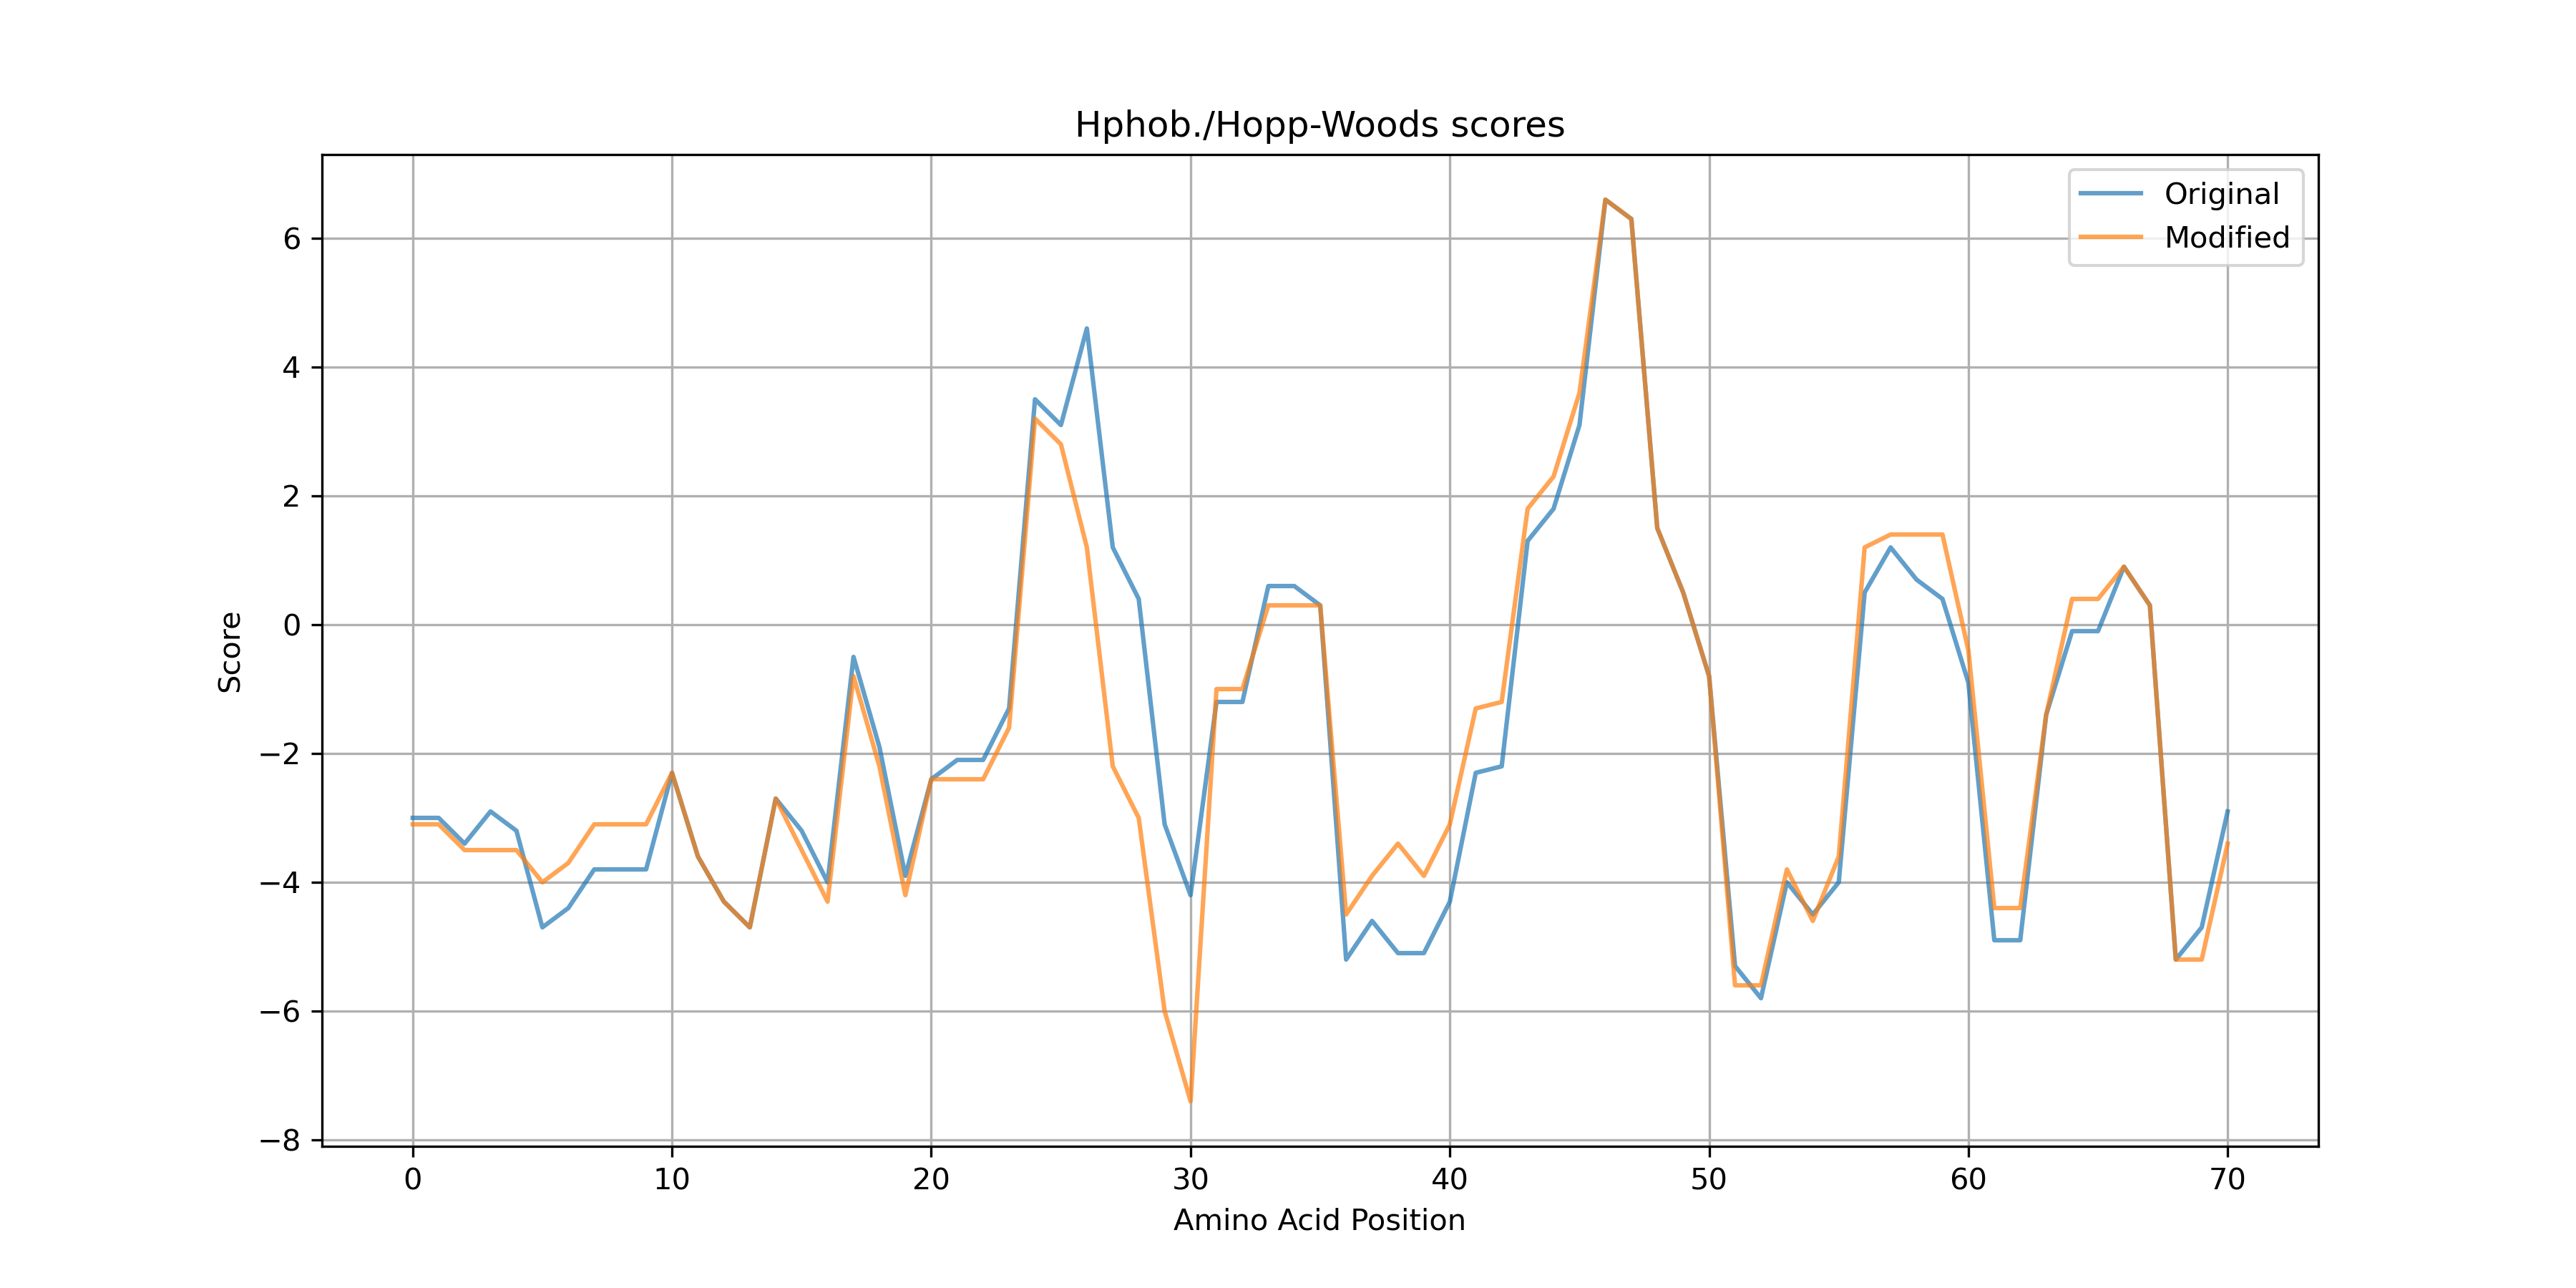 Hphob./Hopp-Woods scores
Original
Modified
6
4
2
0
−2
−4
−6
−8
Score
0 10 20 30 40 50 60 70
Amino Acid Position